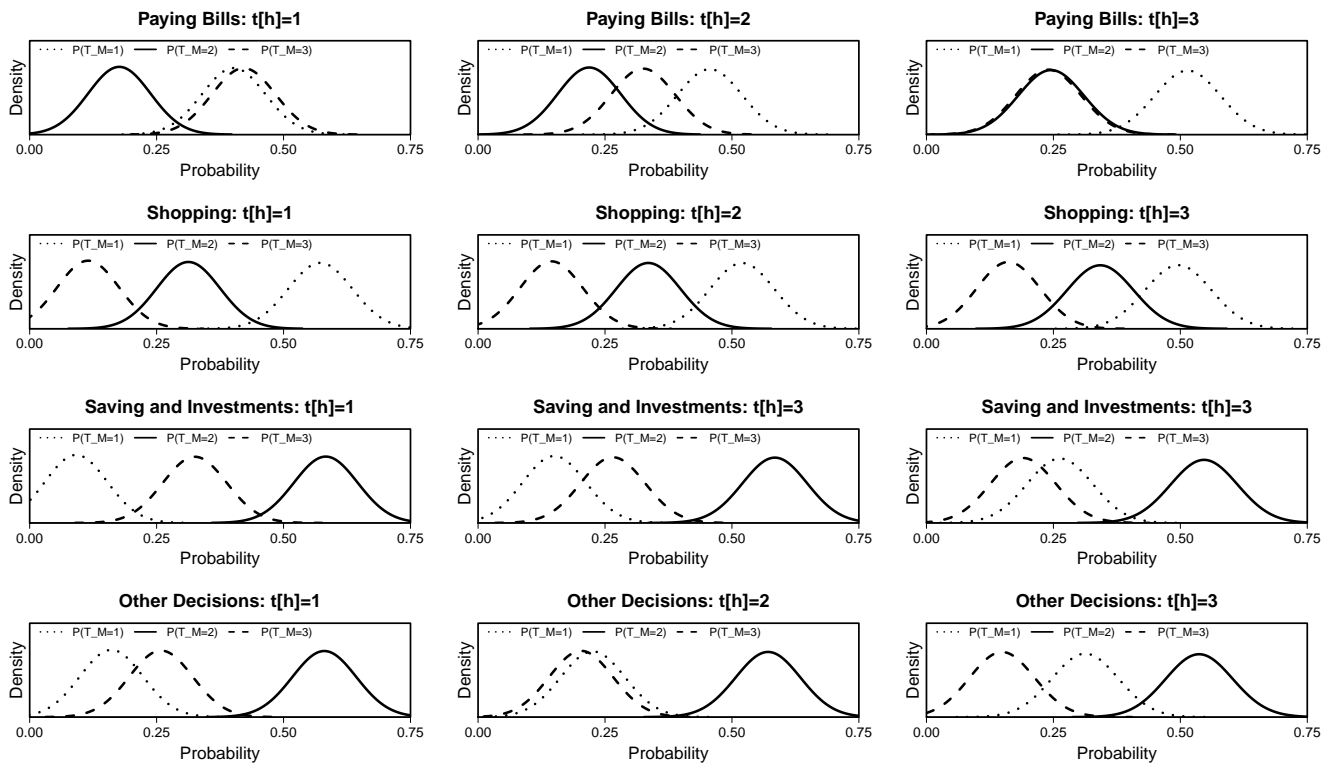 Paying Bills: t[h]=1
P(T_M=1) P(T_M=2) P(T_M=3)
Density
0.00 0.25 0.50 0.75
Probability
Paying Bills: t[h]=2
P(T_M=1) P(T_M=2) P(T_M=3)
Density
0.00 0.25 0.50 0.75
Probability
Paying Bills: t[h]=3
P(T_M=1) P(T_M=2) P(T_M=3)
Density
0.00 0.25 0.50 0.75
Probability
Shopping: t[h]=1
P(T_M=1) P(T_M=2) P(T_M=3)
Density
0.00 0.25 0.50 0.75
Probability
Shopping: t[h]=2
P(T_M=1) P(T_M=2) P(T_M=3)
Density
0.00 0.25 0.50 0.75
Probability
Shopping: t[h]=3
P(T_M=1) P(T_M=2) P(T_M=3)
Density
0.00 0.25 0.50 0.75
Probability
Saving and Investments: t[h]=1
P(T_M=1) P(T_M=2) P(T_M=3)
Density
0.00 0.25 0.50 0.75
Probability
Saving and Investments: t[h]=3
P(T_M=1) P(T_M=2) P(T_M=3)
Density
0.00 0.25 0.50 0.75
Probability
Saving and Investments: t[h]=3
P(T_M=1) P(T_M=2) P(T_M=3)
Density
0.00 0.25 0.50 0.75
Probability
Other Decisions: t[h]=1
P(T_M=1) P(T_M=2) P(T_M=3)
Density
0.00 0.25 0.50 0.75
Probability
Other Decisions: t[h]=2
P(T_M=1) P(T_M=2) P(T_M=3)
Density
0.00 0.25 0.50 0.75
Probability
Other Decisions: t[h]=3
P(T_M=1) P(T_M=2) P(T_M=3)
Density
0.00 0.25 0.50 0.75
Probability